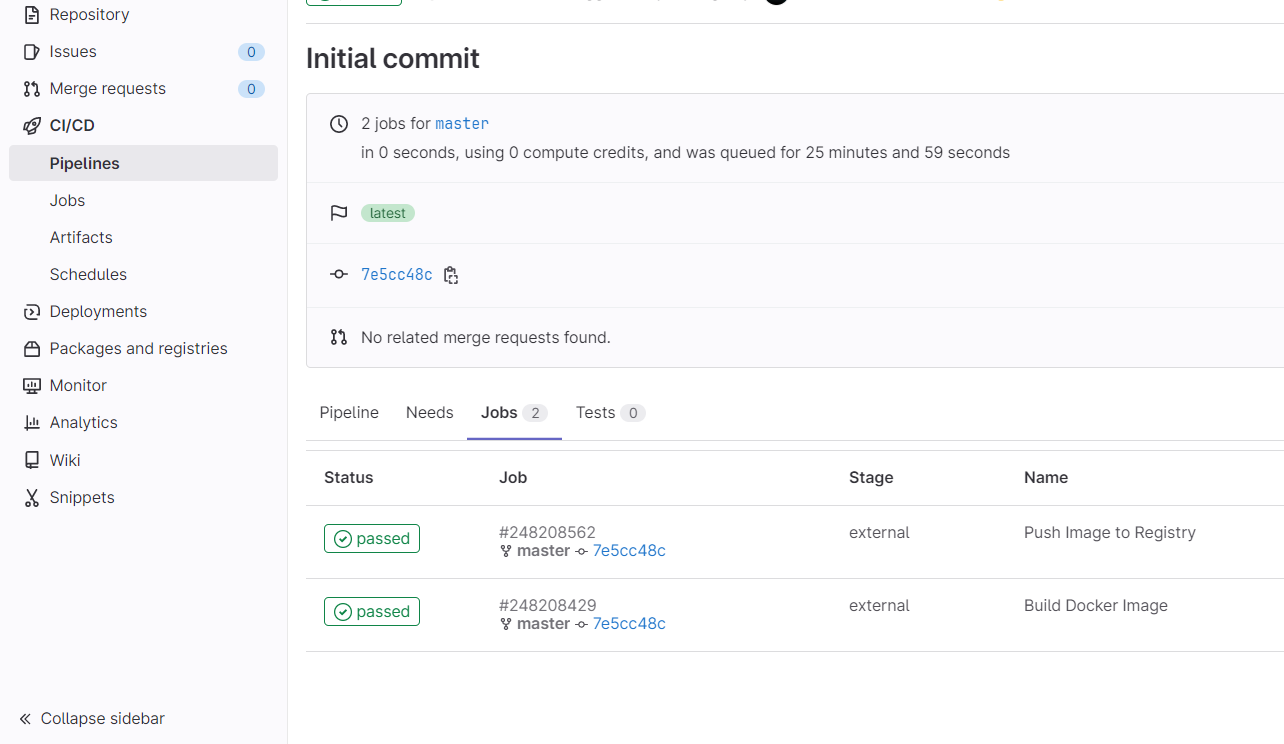 Repository
Issues 0
Merge requests 0
CI/CD
Pipelines
Jobs
Artifacts
Schedules
Deployments
Packages and registries
Monitor
Analytics
Wiki
Snippets
Collapse sidebar
Initial commit
2 jobs for master
in 0 seconds, using 0 compute credits, and was queued for 25 minutes and 59 seconds
latest
7e5cc48c
No related merge requests found.
Pipeline Needs Jobs 2 Tests 0
Status Job Stage Name
passed #248208562 external Push Image to Registry
master 7e5cc48c
passed #248208429 external Build Docker Image
master 7e5cc48c